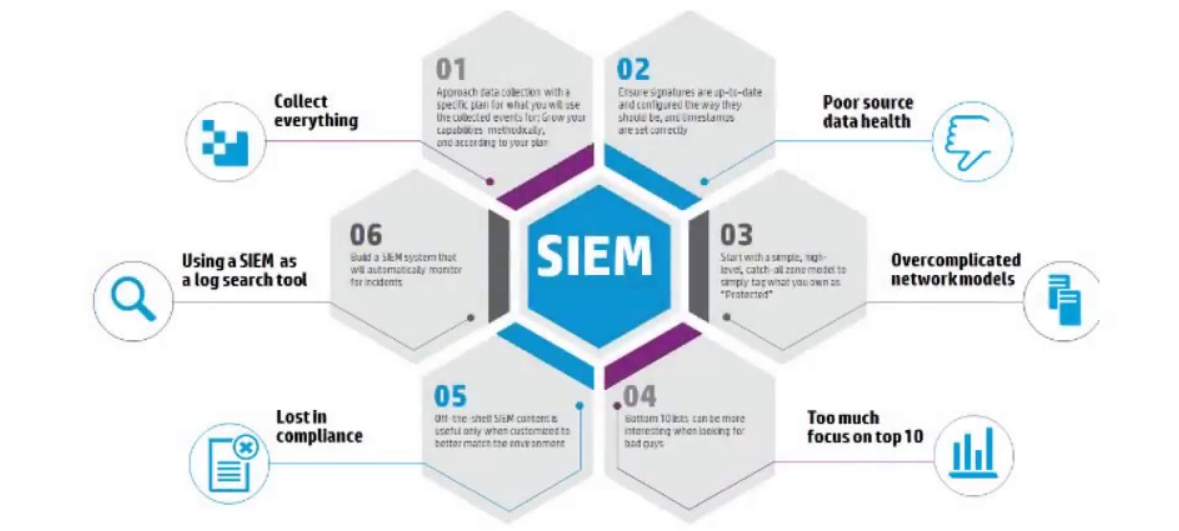 Collect
everything
01
Approach data collection with a
specific plan for what you will use
the collected events for; Grow your
capabilities methodically,
and according to your plan
02
Ensure signatures are up-to-date
and configured the way they
should be, and timestamps
are set correctly
Poor source
data health
Using a SIEM as
a log search tool
06
Build a SIEM system that
will automatically monitor
for incidents
SIEM
03
Start with a simple, high-
level, catch-all zone model to
simply tag what you own as
"Protected"
Overcomplicated
network models
Lost in
compliance
05
Off-the-shelf SIEM content is
useful only when customized to
better match the environment
04
Bottom 10 lists can be more
interesting when looking for
bad guys
Too much
focus on top 10